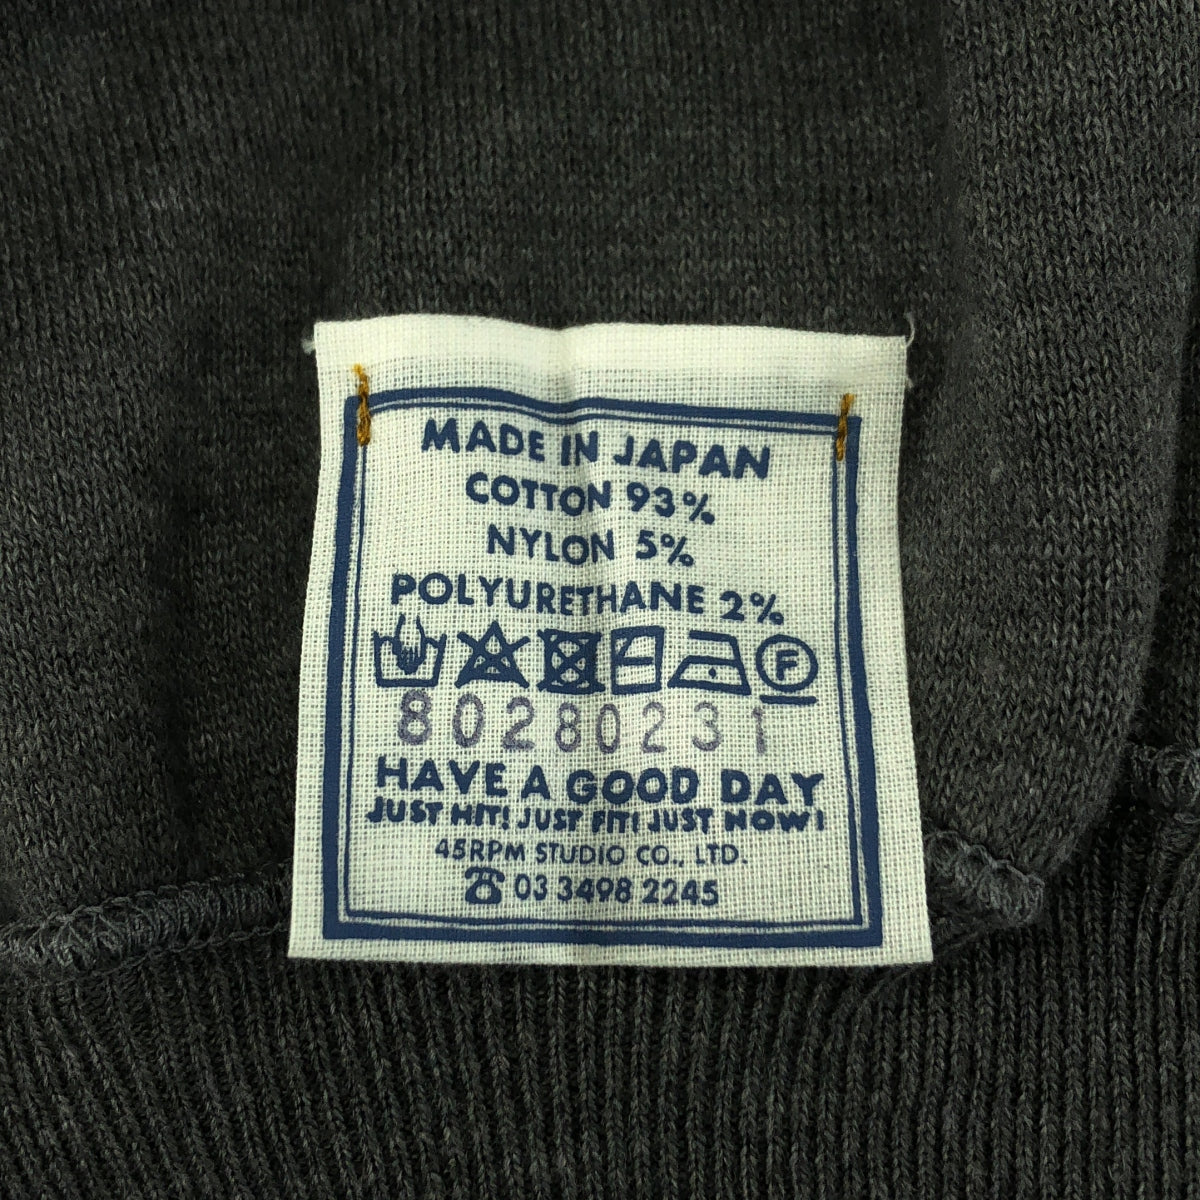 MADE IN JAPAN
COTTON 93%
NYLON 5%
POLYURETHANE 2%
F
80280231
HAVE A GOOD DAY
JUST HIT! JUST FIT! JUST NOW!
45RPM STUDIO CO., LTD.
☎ 03 3498 2245